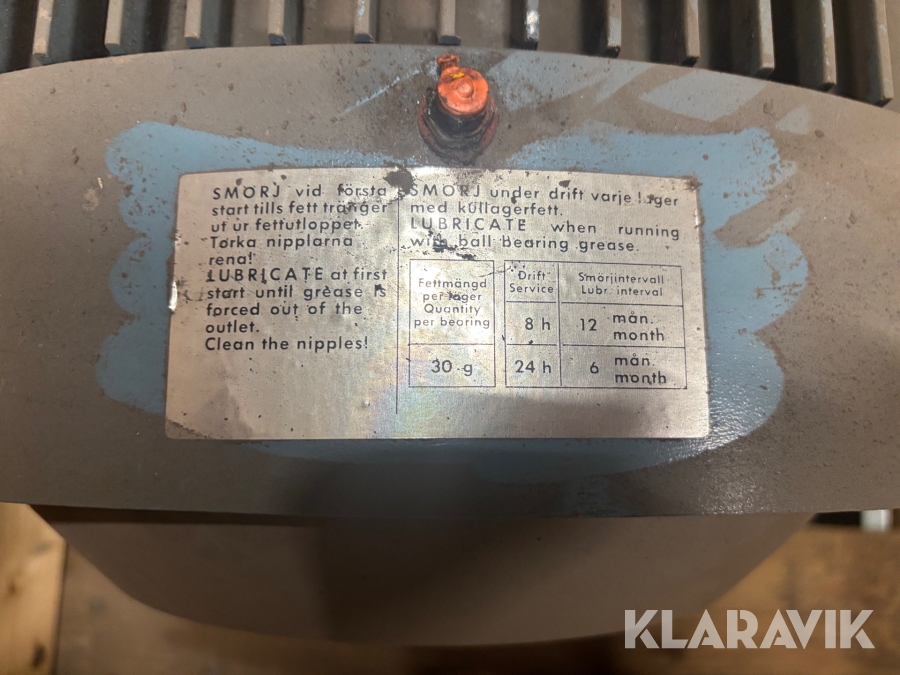 SMÖRJ vid första
start tills fett tränger
ut ur fettutloppet.
Torka nipplarna
rena!
LUBRICATE at first
start until grease is
forced out of the
outlet.
Clean the nipples!
SMÖRJ under drift varje lager
med kullagerfett.
LUBRICATE when running
with ball bearing grease.
Fettmängd
per lager
Quantity
per bearing
30 g
Drift
Service
Smörjintervall
Lubr. interval
8 h 12 mån.
month
24 h 6 mån.
month
KLARAVIK